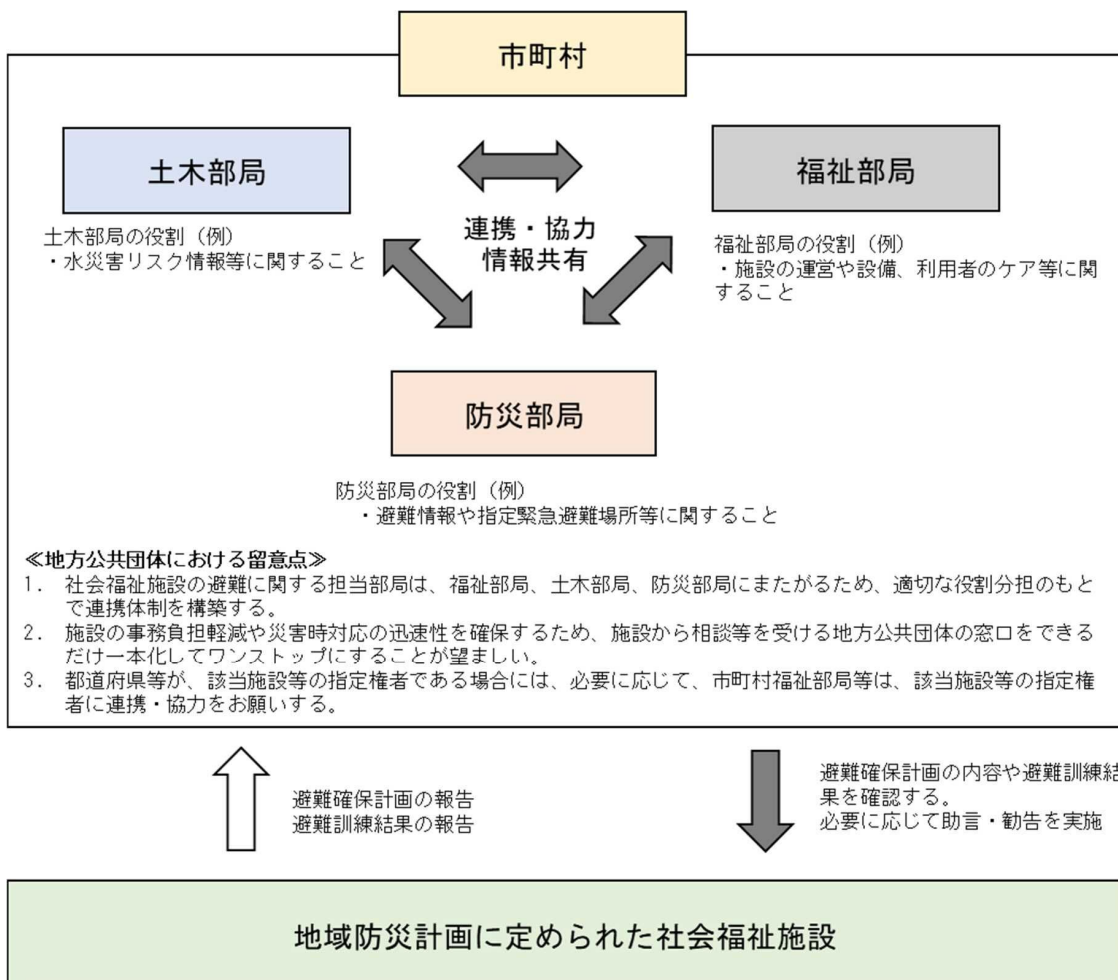 市町村
土木部局
福祉部局
連携・協力
情報共有
土木部局の役割（例）
・水災害リスク情報等に関すること
福祉部局の役割（例）
・施設の運営や設備、利用者のケア等に関
すること
防災部局
防災部局の役割（例）
・避難情報や指定緊急避難場所等に関すること
≪地方公共団体における留意点≫
1. 社会福祉施設の避難に関する担当部局は、福祉部局、土木部局、防災部局にまたがるため、適切な役割分担のもと
で連携体制を構築する。
2. 施設の事務負担軽減や災害時対応の迅速性を確保するため、施設から相談等を受ける地方公共団体の窓口をできる
だけ一本化してワンストップにすることが望ましい。
3. 都道府県等が、該当施設等の指定権者である場合には、必要に応じて、市町村福祉部局等は、該当施設等の指定権
者に連携・協力をお願いする。
避難確保計画の報告
避難訓練結果の報告
避難確保計画の内容や避難訓練結
果を確認する。
必要に応じて助言・勧告を実施
地域防災計画に定められた社会福祉施設